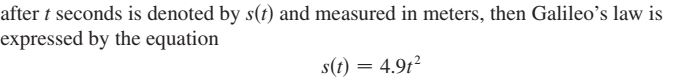 after t seconds is denoted by s(t) and measured in meters, then Galileo’s law is
expressed by the equation
s(t) = 4.9t²